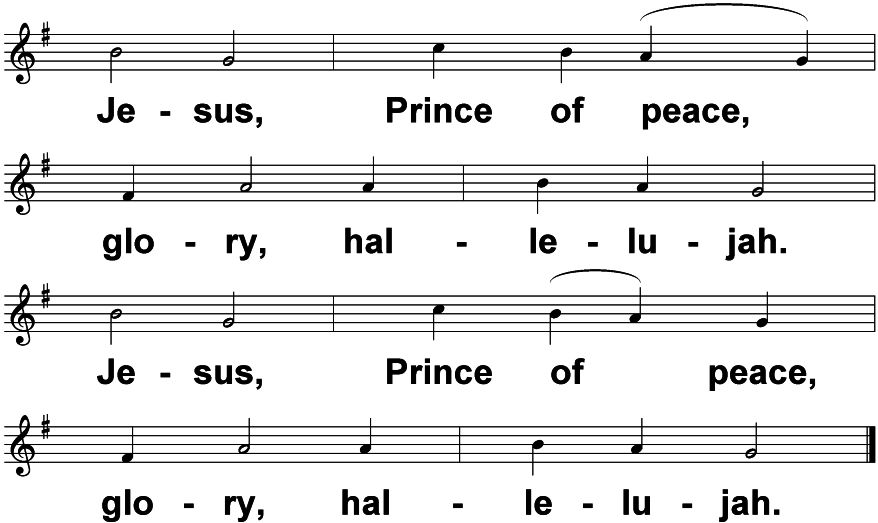 Je - sus, Prince of peace,
glo - ry, hal - le - lu - jah.
Je - sus, Prince of peace,
glo - ry, hal - le - lu - jah.